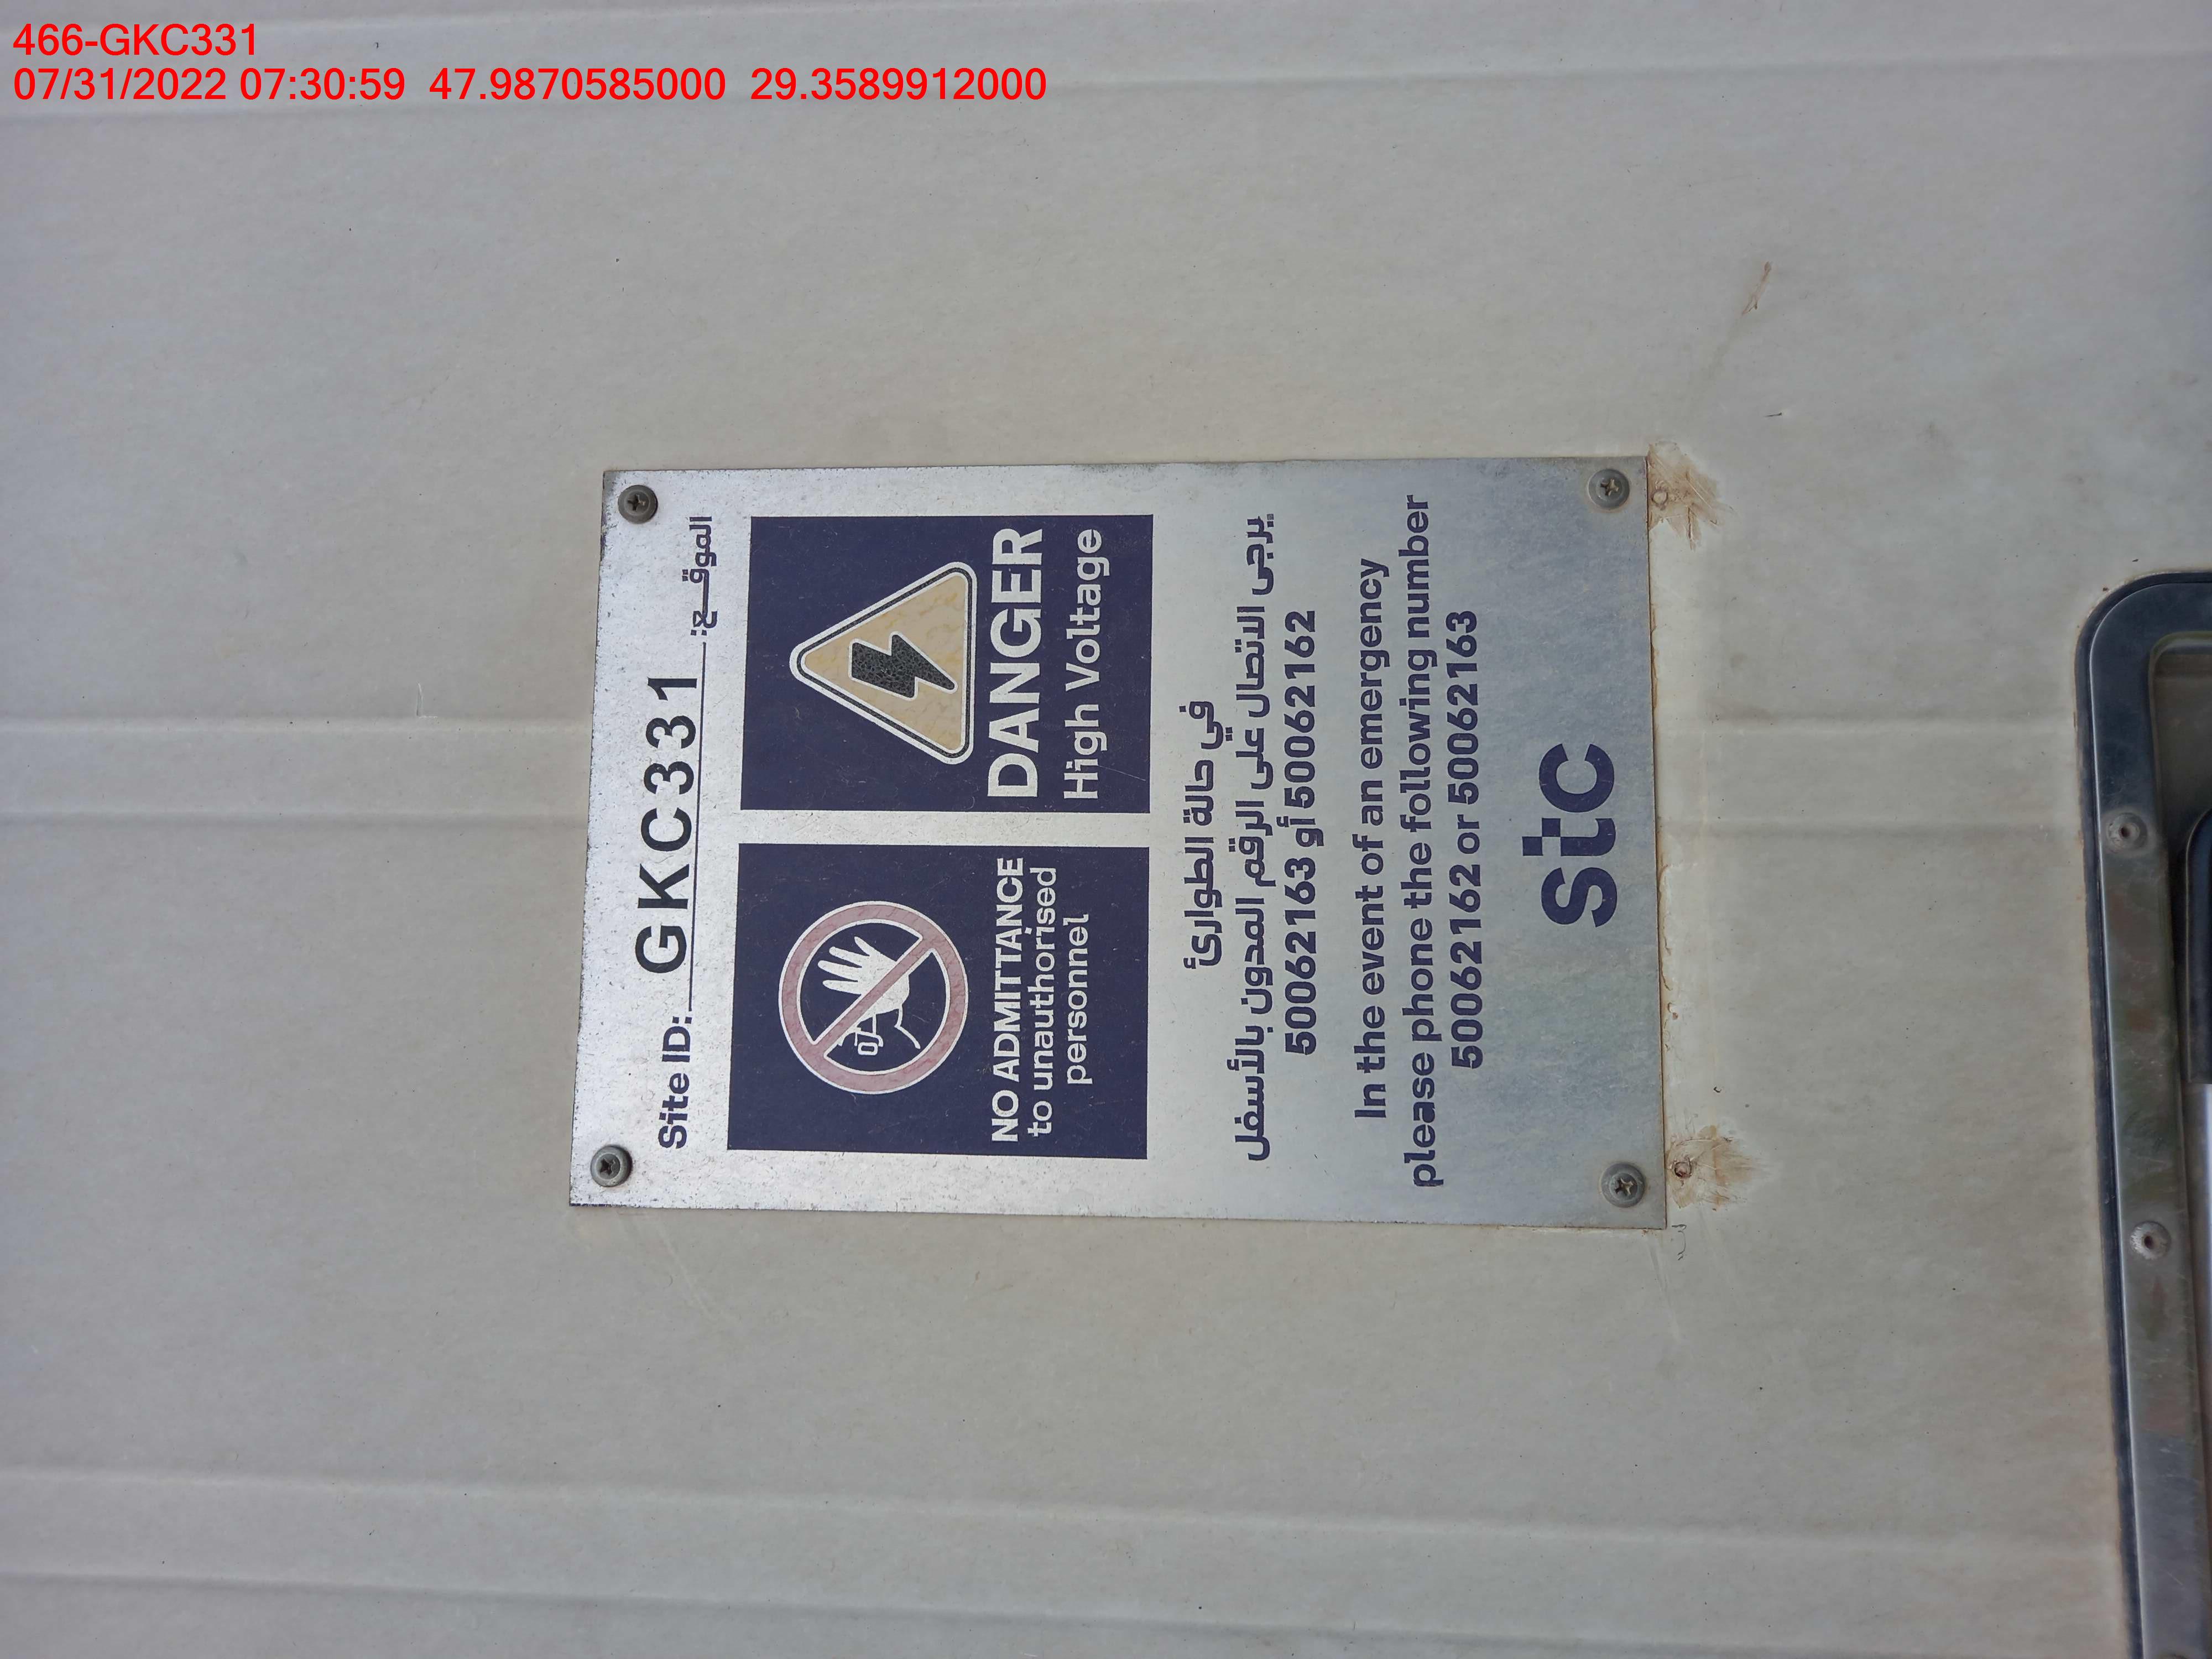 466-GKC331
07/31/2022 07:30:59 47.9870585000 29.3589912000
Site ID: GKC331 الموقـــع:
NO ADMITTANCE
to unauthorised
personnel
DANGER
High Voltage
في حالة الطوارئ
يرجى الاتصال على الرقم المدون بالأسفل
50062163 أو 50062162
In the event of an emergency
please phone the following number
50062162 or 50062163
stc